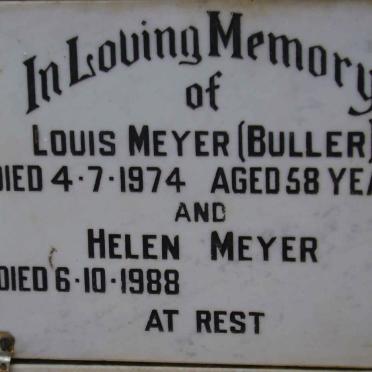 In Loving Memory
of
LOUIS MEYER (BULLER)
DIED 4·7·1974 AGED 58 YEA
AND
HELEN MEYER
DIED 6·10·1988
AT REST